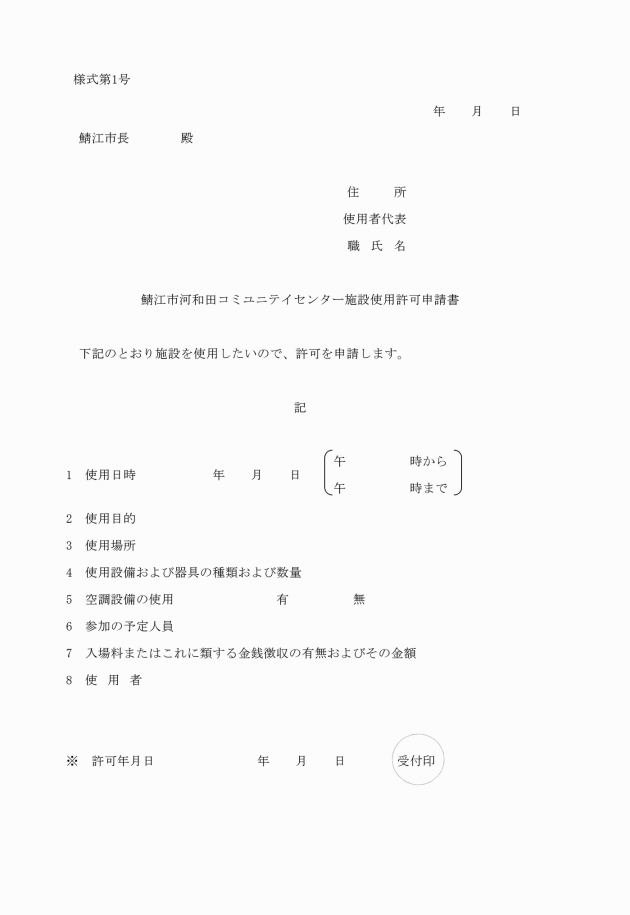 様式第1号
年　月　日
鯖江市長　　殿
住　　所
使用者代表
職　氏　名
鯖江市河和田コミユニテイセンター施設使用許可申請書
下記のとおり施設を使用したいので、許可を申請します。
記
午　　　時から
1　使用日時　　　年　月　日
午　　　時まで
2　使用目的
3　使用場所
4　使用設備および器具の種類および数量
5　空調設備の使用　　　有　　　無
6　参加の予定人員
7　入場料またはこれに類する金銭徴収の有無およびその金額
8　使　用　者
※　許可年月日　　　年　月　日　　受付印